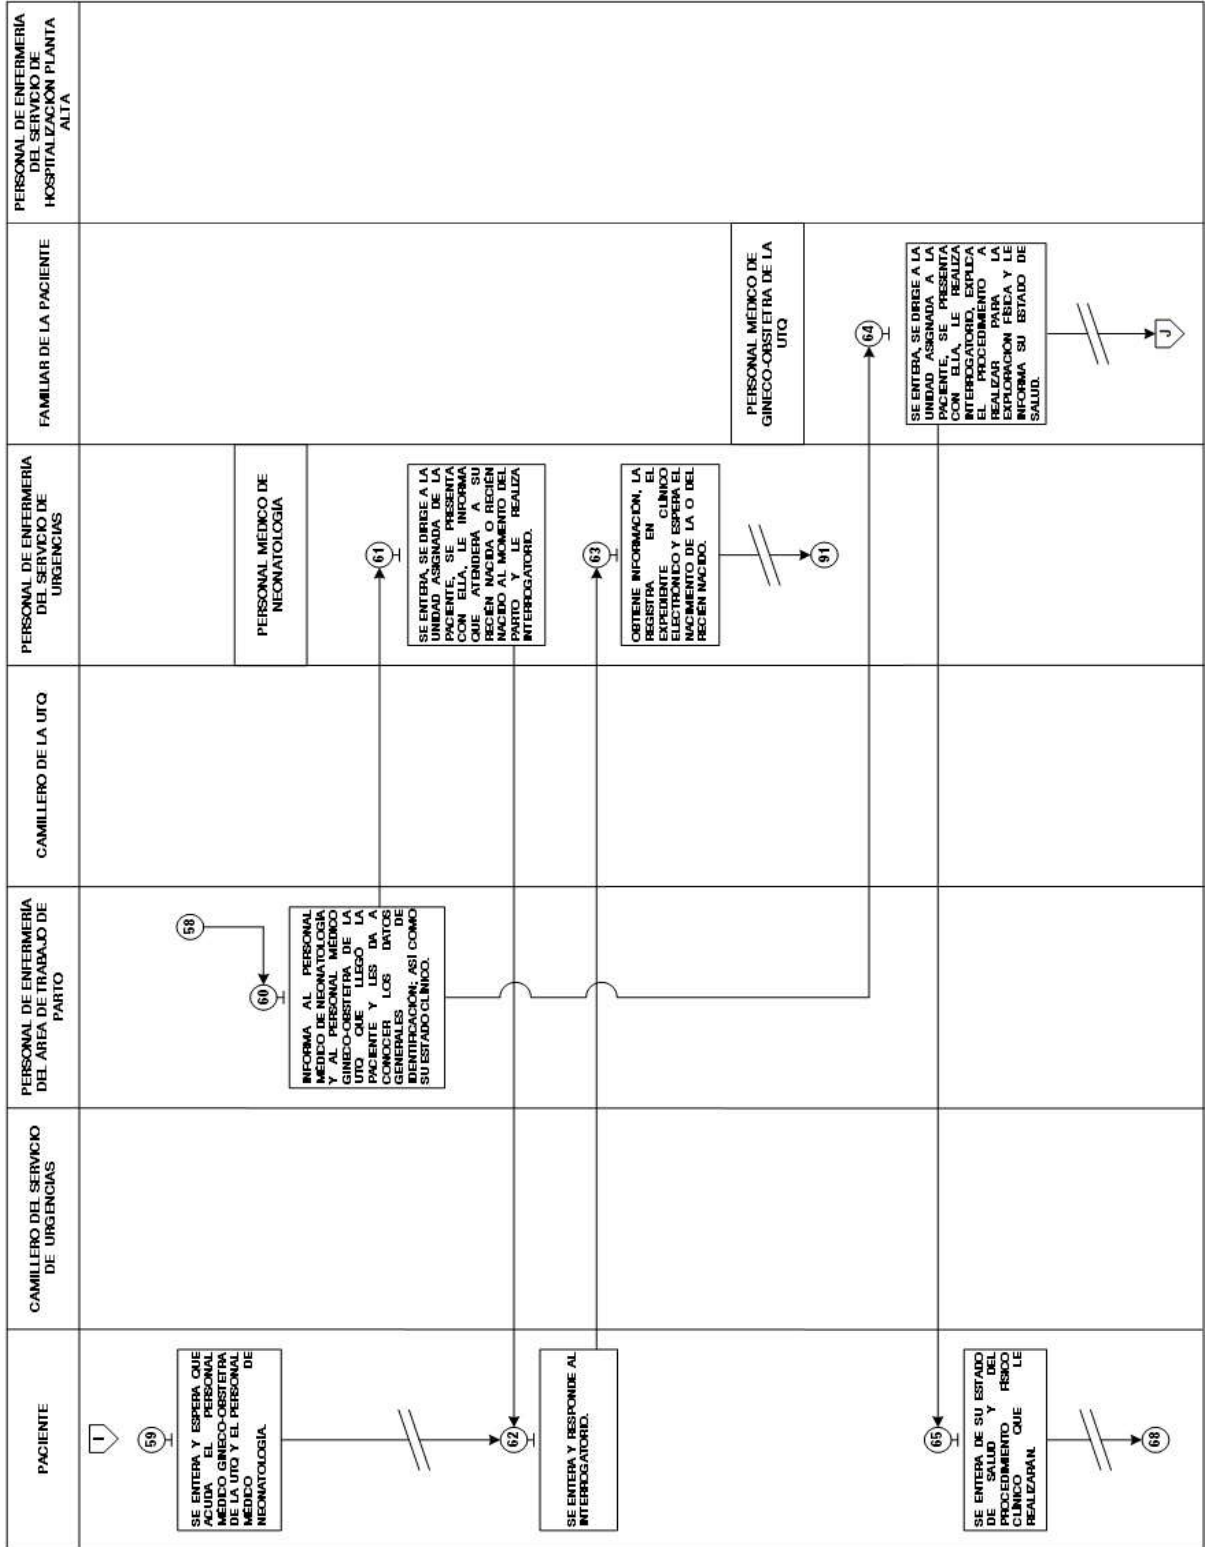 PACIENTE
CAMILLERO DEL SERVICIO
DE URGENCIAS
PERSONAL DE ENFERMERÍA
DEL ÁREA DE TRABAJO DE
PARTO
CAMILLERO DE LA UTQ
PERSONAL DE ENFERMERÍA
DEL SERVICIO DE
URGENCIAS
FAMILIAR DE LA PACIENTE
PERSONAL DE ENFERMERÍA
DEL SERVICIO DE
HOSPITALIZACIÓN PLANTA
ALTA
I
59
SE ENTERA Y ESPERA QUE
ACUDA EL PERSONAL
MÉDICO GINECO-OBSTETRA
DE LA UTQ Y EL PERSONAL
MÉDICO DE
NEONATOLOGÍA.
58
60
INFORMA AL PERSONAL
MÉDICO DE NEONATOLOGÍA
Y AL PERSONAL MÉDICO
GINECO-OBSTETRA DE LA
UTQ QUE LLEGÓ LA
PACIENTE Y LES DA A
CONOCER LOS DATOS
GENERALES DE
IDENTIFICACIÓN; ASÍ COMO
SU ESTADO CLÍNICO.
PERSONAL MÉDICO DE
NEONATOLOGÍA
61
SE ENTERA, SE DIRIGE A LA
UNIDAD ASIGNADA DE LA
PACIENTE, SE PRESENTA
CON ELLA, LE INFORMA
QUE ATENDERÁ A SU
RECIÉN NACIDA O RECIÉN
NACIDO AL MOMENTO DEL
PARTO Y LE REALIZA
INTERROGATORIO.
62
SE ENTERA Y RESPONDE AL
INTERROGATORIO.
63
OBTIENE INFORMACIÓN, LA
REGISTRA EN EL
EXPEDIENTE CLÍNICO
ELECTRÓNICO Y ESPERA EL
NACIMIENTO DE LA O DEL
RECIÉN NACIDO.
91
PERSONAL MÉDICO DE
GINECO-OBSTETRA DE LA
UTQ
64
SE ENTERA, SE DIRIGE A LA
UNIDAD ASIGNADA A LA
PACIENTE, SE PRESENTA
CON ELLA, LE REALIZA
INTERROGATORIO, EXPLICA
EL PROCEDIMIENTO A
REALIZAR PARA LA
EXPLORACIÓN FÍSICA Y LE
INFORMA SU ESTADO DE
SALUD.
J
65
SE ENTERA DE SU ESTADO
DE SALUD Y DEL
PROCEDIMIENTO FÍSICO
CLÍNICO QUE LE
REALIZARÁN.
68